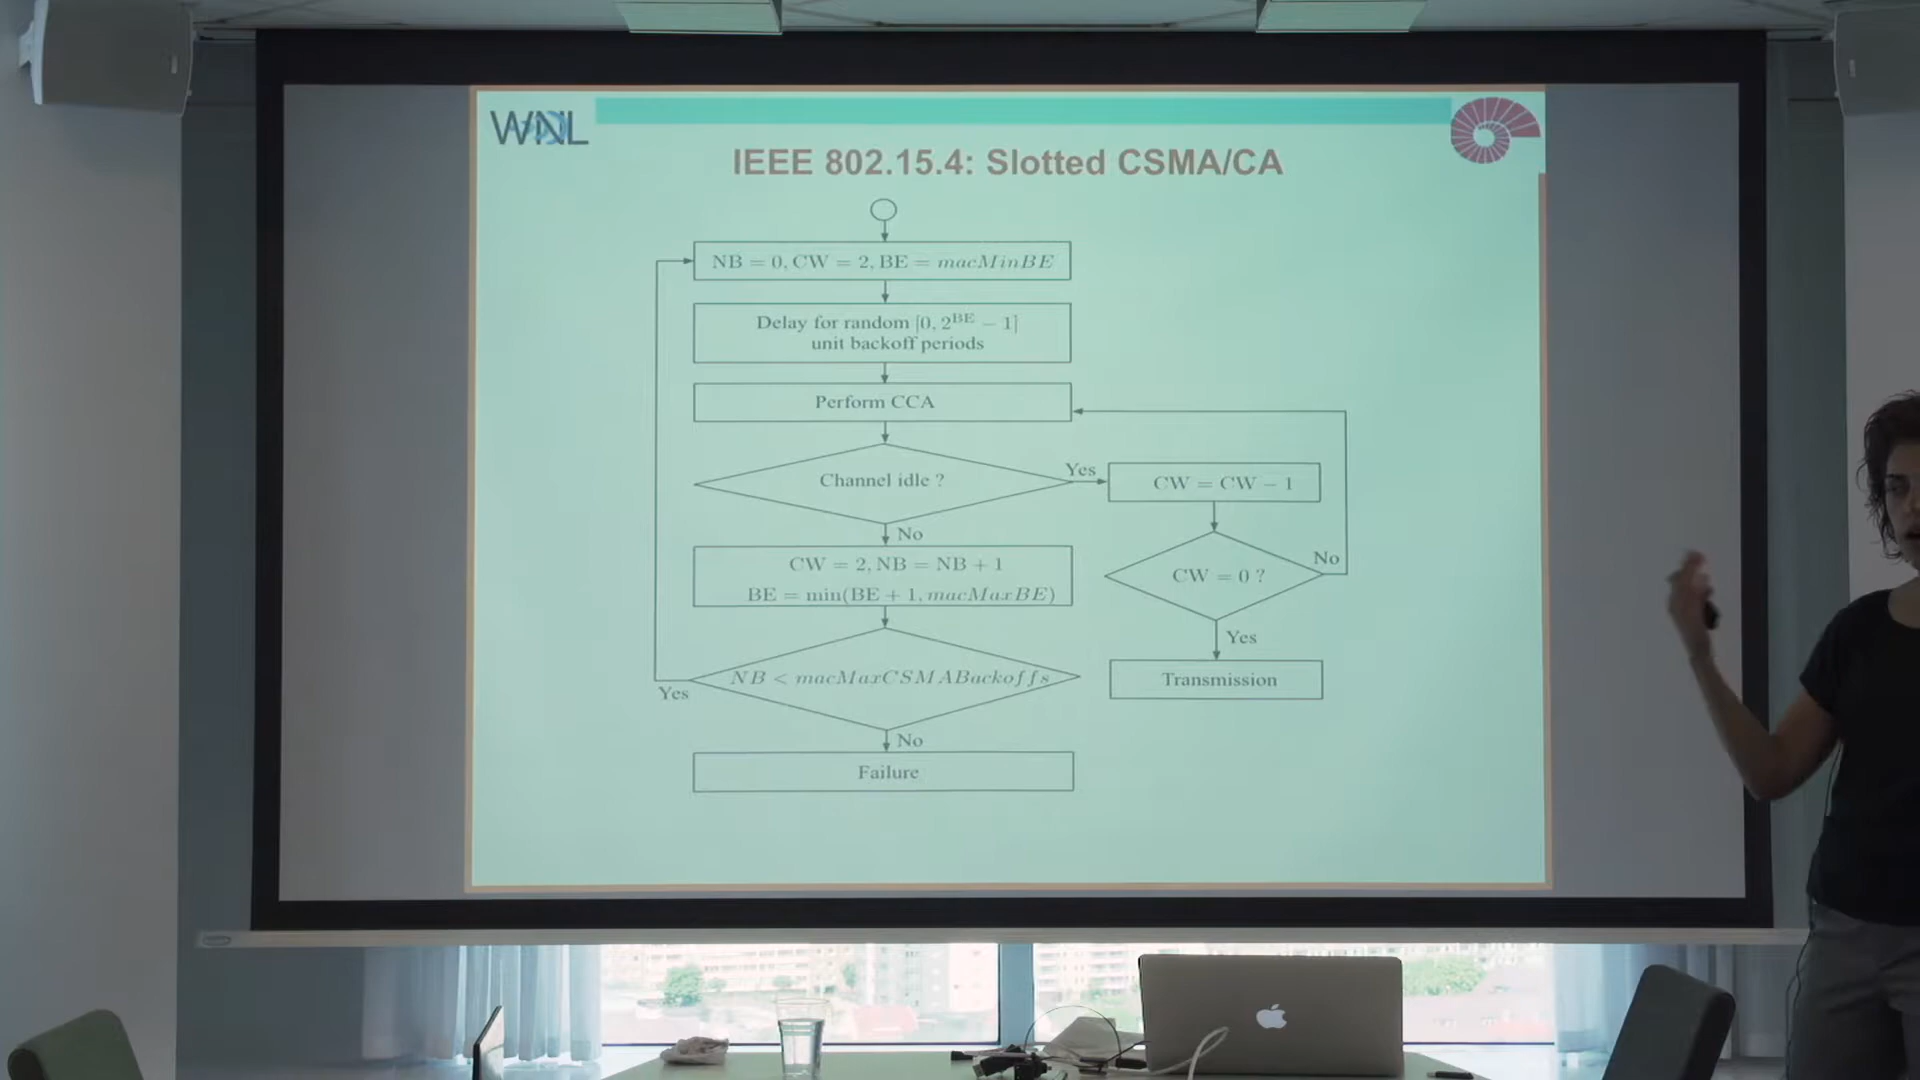 WNL
IEEE 802.15.4: Slotted CSMA/CA
NB = 0, CW = 2, BE = macMinBE
Delay for random [0, 2^BE − 1]
unit backoff periods
Perform CCA
Channel idle ?
Yes
CW = CW − 1
No
CW = 2, NB = NB + 1
BE = min(BE + 1, macMaxBE)
CW = 0 ?
No
Yes
NB < macMaxCSMABackoffs
Yes
Transmission
No
Failure